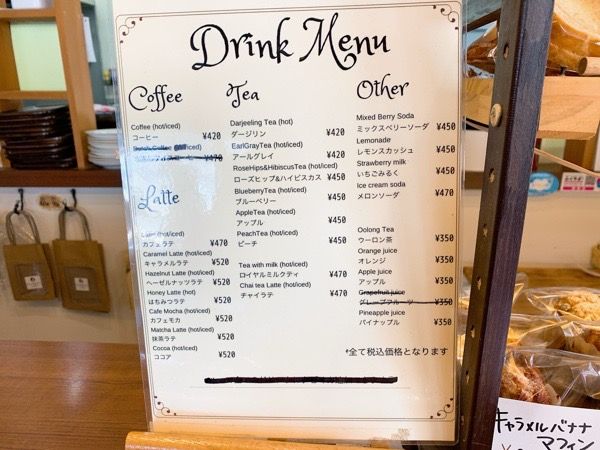 Drink Menu
Coffee
Coffee (hot/iced)
コーヒー ¥420
Dutch Coffee (iced)
¥470
Latte
Latte (hot/iced)
カフェラテ ¥470
Caramel Latte (hot/iced)
キャラメルラテ ¥520
Hazelnut Latte (hot/iced)
ヘーゼルナッツラテ ¥520
Honey Latte (hot)
はちみつラテ ¥520
Cafe Mocha (hot/iced)
カフェモカ ¥520
Matcha Latte (hot/iced)
抹茶ラテ ¥520
Cocoa (hot/iced)
ココア ¥520
Tea
Darjeeling Tea (hot)
ダージリン ¥420
EarlGrayTea (hot/iced)
アールグレイ ¥420
RoseHips&HibiscusTea (hot/iced)
ローズヒップ&ハイビスカス ¥450
BlueberryTea (hot/iced)
ブルーベリー ¥450
AppleTea (hot/iced)
アップル ¥450
PeachTea (hot/iced)
ピーチ ¥450
Tea with milk (hot/iced)
ロイヤルミルクティ ¥470
Chai tea Latte (hot/iced)
チャイラテ ¥470
Other
Mixed Berry Soda
ミックスベリーソーダ ¥450
Lemonade
レモンスカッシュ ¥450
Strawberry milk
いちごみるく ¥450
Ice cream soda
メロンソーダ ¥470
Oolong Tea
ウーロン茶 ¥350
Orange juice
オレンジ ¥350
Apple juice
アップル ¥350
Grapefruit juice
グレープフルーツ ¥350
Pineapple juice
パイナップル ¥350
*全て税込価格となります
キャラメルバナナ
マフィン